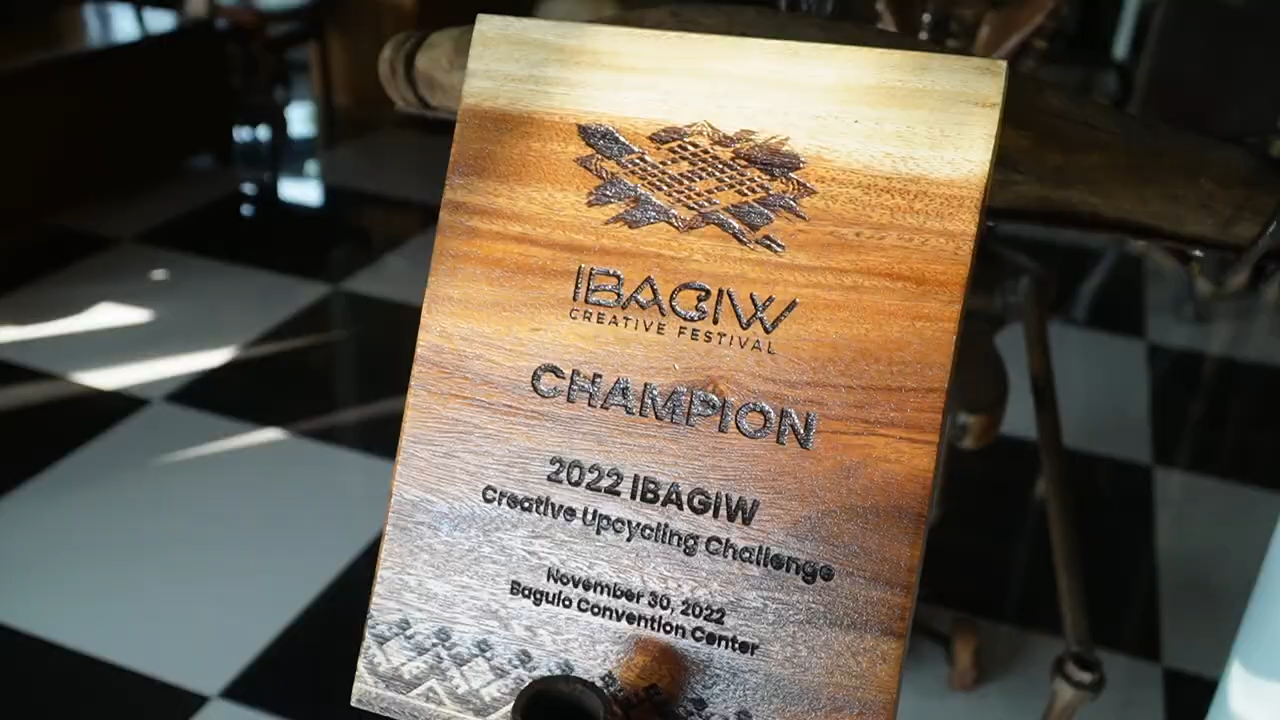 IBAGIW
CREATIVE FESTIVAL
CHAMPION
2022 IBAGIW
Creative Upcycling Challenge
November 30, 2022
Baguio Convention Center